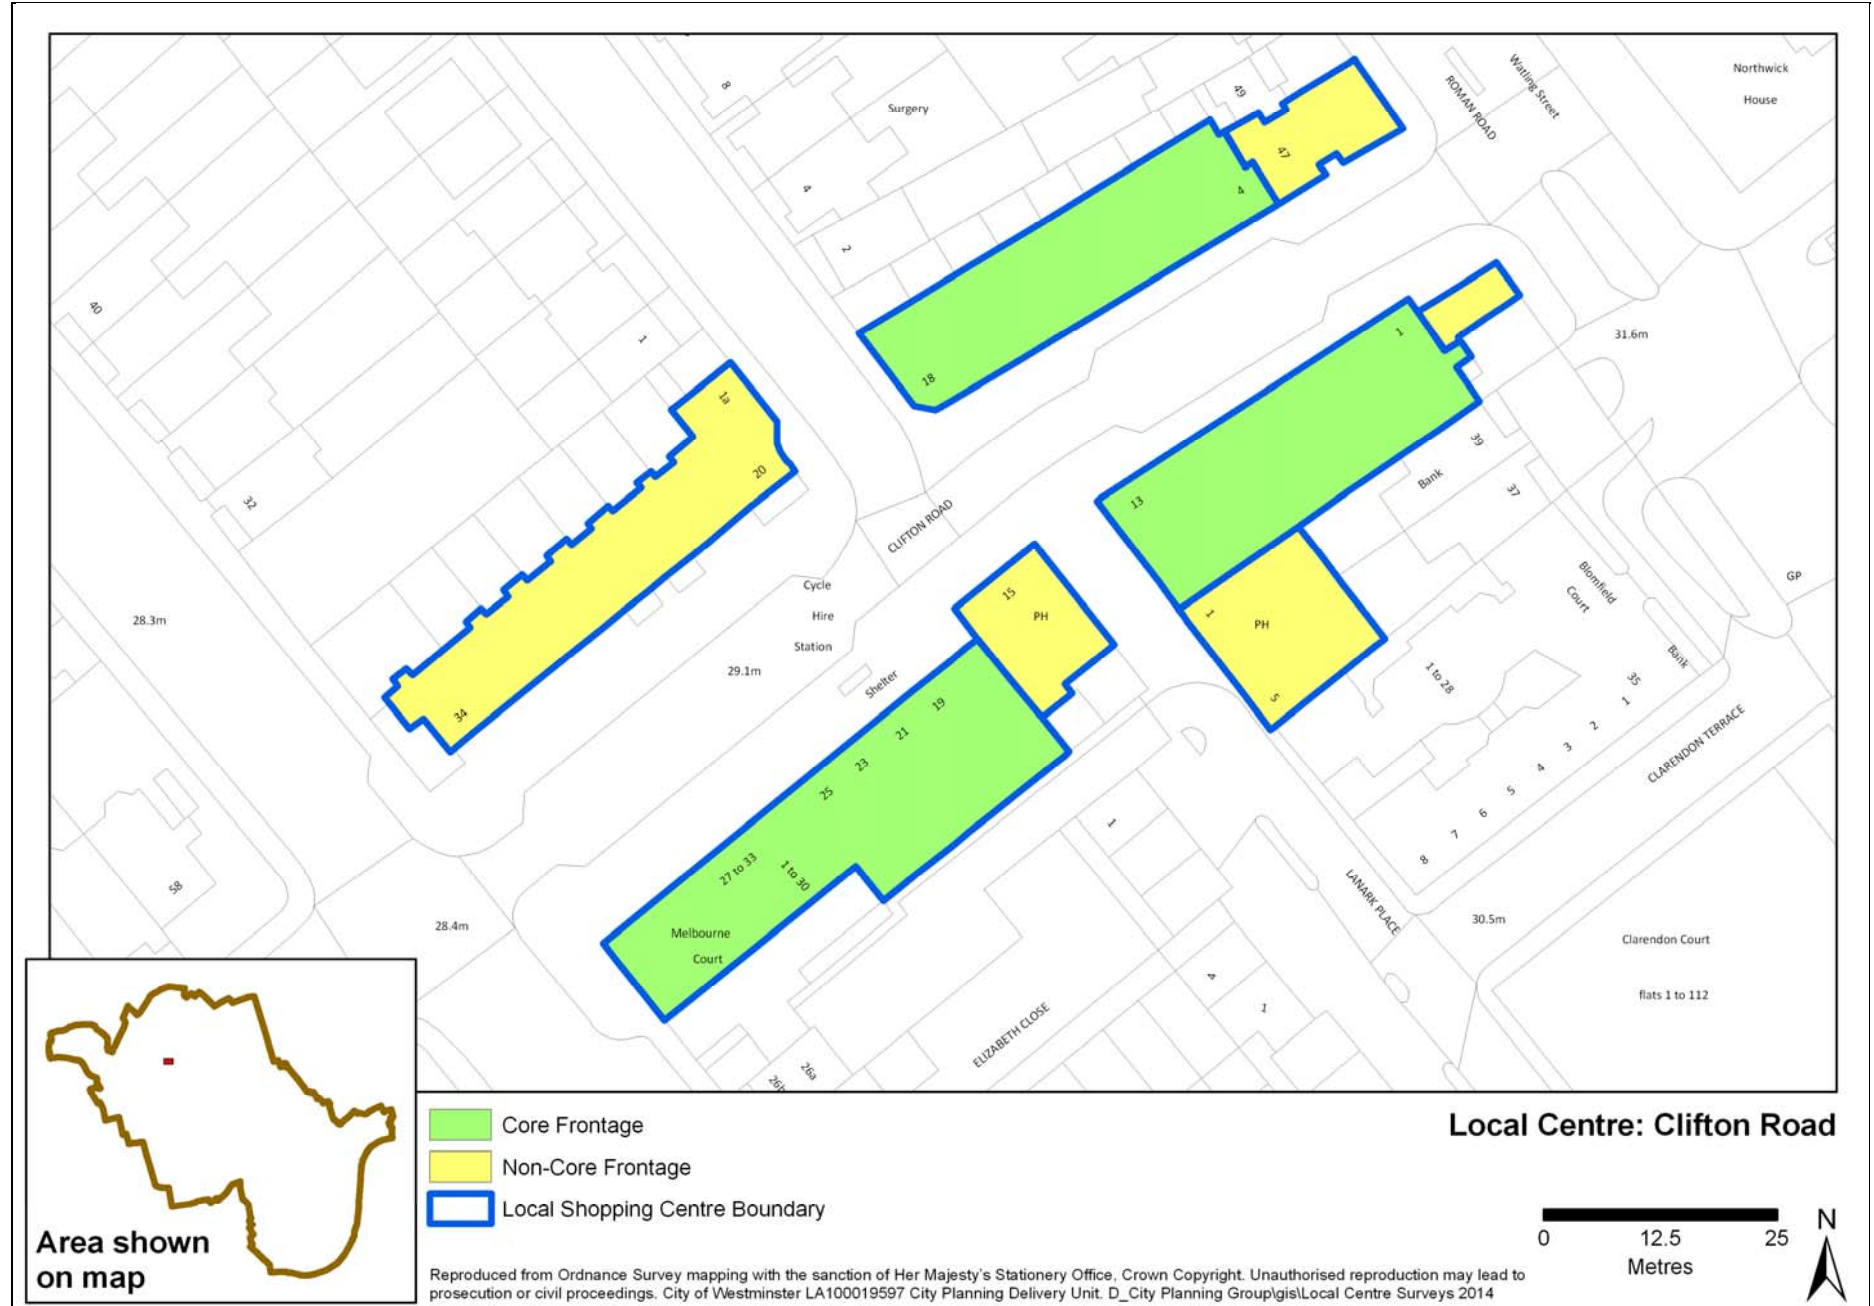 8
Surgery
49
ROMAN ROAD
Watling Street
Northwick
House
47
4
4
2
18
40
1
1
31.6m
1a
20
39
Bank
37
13
32
CLIFTON ROAD
Cycle
Hire
Station
15
PH
1
PH
5
Blomfield
Court
GP
28.3m
29.1m
Shelter
34
19
21
23
25
27 to 33
1 to 30
Melbourne
Court
1 to 28
Bank
35
1
2
3
4
5
6
7
8
CLARENDON TERRACE
1
LANARK PLACE
30.5m
Clarendon Court
flats 1 to 112
58
28.4m
4
1
ELIZABETH CLOSE
26a
26b
Area shown
on map
Core Frontage
Non-Core Frontage
Local Shopping Centre Boundary
Local Centre: Clifton Road
0 12.5 25
Metres
N
Reproduced from Ordnance Survey mapping with the sanction of Her Majesty's Stationery Office, Crown Copyright. Unauthorised reproduction may lead to
prosecution or civil proceedings. City of Westminster LA100019597 City Planning Delivery Unit. D_City Planning Group\gis\Local Centre Surveys 2014